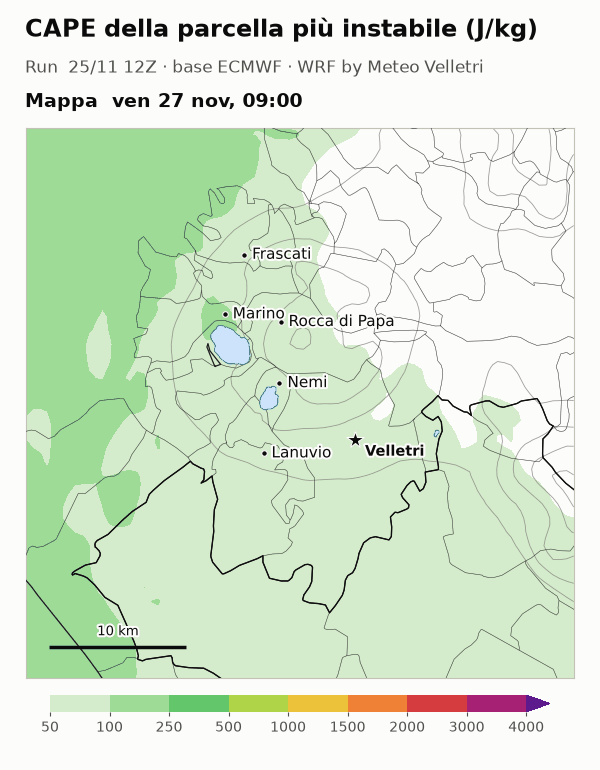 CAPE della parcella più instabile (J/kg)
Run  25/11 12Z · base ECMWF · WRF by Meteo Velletri
Mappa  ven 27 nov, 09:00
Frascati
Marino
Rocca di Papa
Nemi
Velletri
Lanuvio
10 km
50 100 250 500 1000 1500 2000 3000 4000